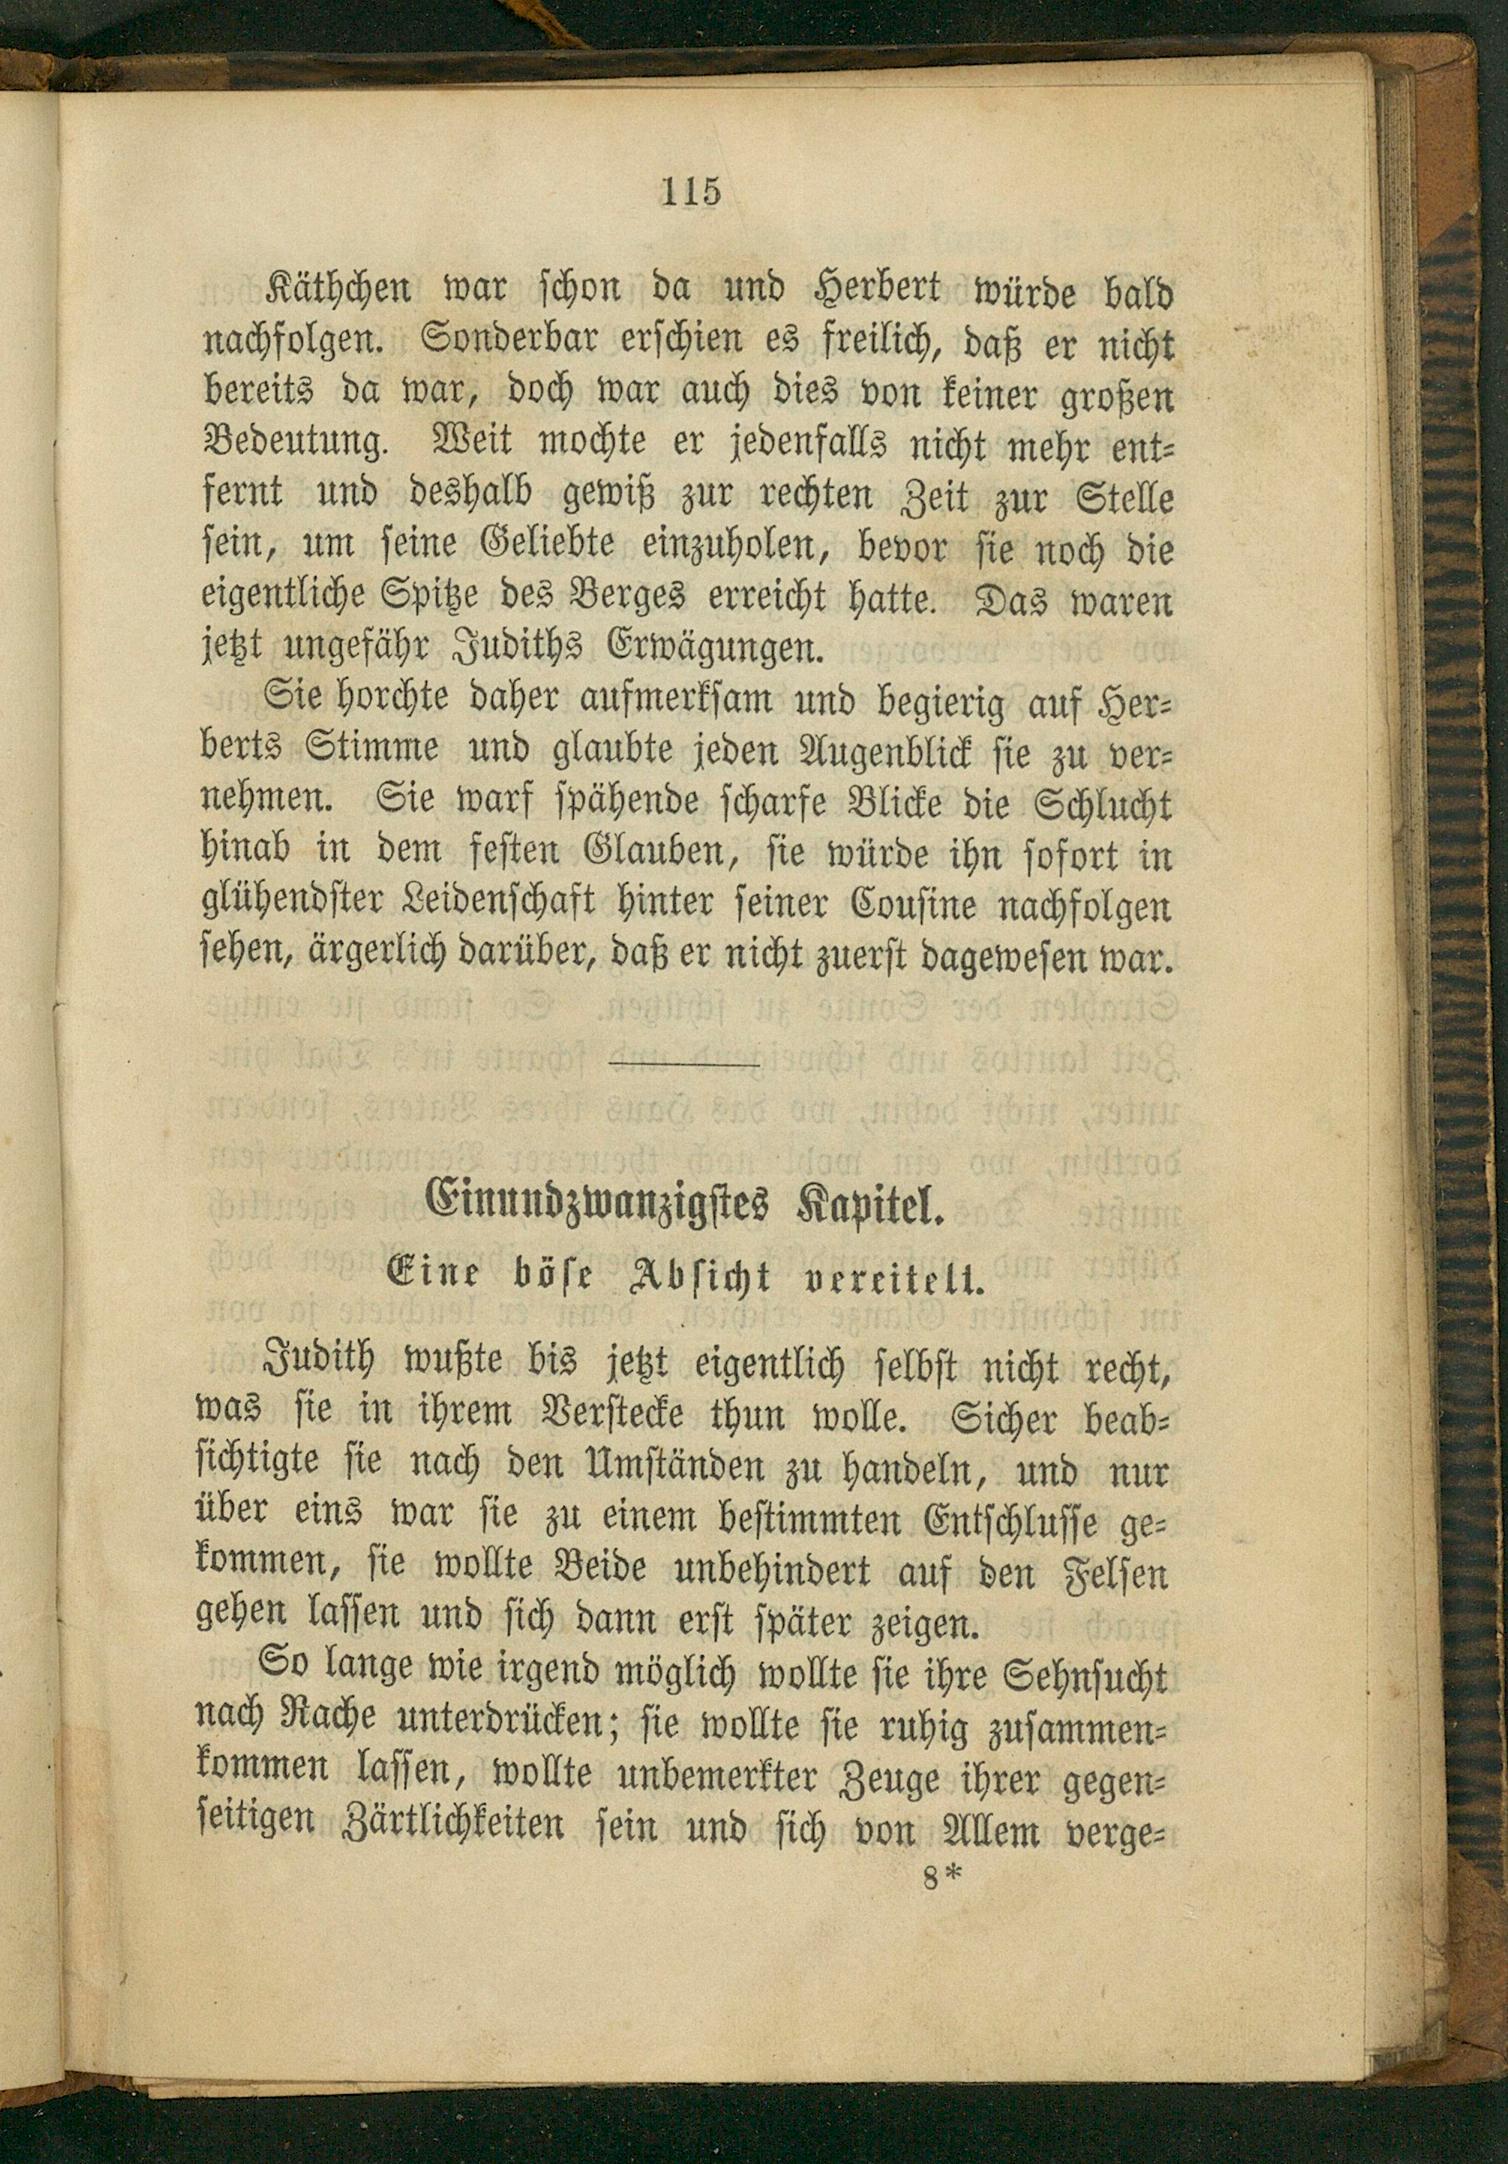 115
Käthchen war schon da und Herbert würde bald
nachfolgen. Sonderbar erschien es freilich, daß er nicht
bereits da war, doch war auch dies von keiner großen
Bedeutung. Weit mochte er jedenfalls nicht mehr ent-
fernt und deshalb gewiß zur rechten Zeit zur Stelle
sein, um seine Geliebte einzuholen, bevor sie noch die
eigentliche Spitze des Berges erreicht hatte. Das waren
jetzt ungefähr Judiths Erwägungen.
Sie horchte daher aufmerksam und begierig auf Her-
berts Stimme und glaubte jeden Augenblick sie zu ver-
nehmen. Sie warf spähende scharfe Blicke die Schlucht
hinab in dem festen Glauben, sie würde ihn sofort in
glühendster Leidenschaft hinter seiner Cousine nachfolgen
sehen, ärgerlich darüber, daß er nicht zuerst dagewesen war.
Einundzwanzigstes Kapitel.
Eine böse Absicht vereitelt.
Judith wußte bis jetzt eigentlich selbst nicht recht,
was sie in ihrem Verstecke thun wolle. Sicher beab-
sichtigte sie nach den Umständen zu handeln, und nur
über eins war sie zu einem bestimmten Entschlusse ge-
kommen, sie wollte Beide unbehindert auf den Felsen
gehen lassen und sich dann erst später zeigen.
So lange wie irgend möglich wollte sie ihre Sehnsucht
nach Rache unterdrücken; sie wollte sie ruhig zusammen-
kommen lassen, wollte unbemerkter Zeuge ihrer gegen-
seitigen Zärtlichkeiten sein und sich von Allem verge-
8*